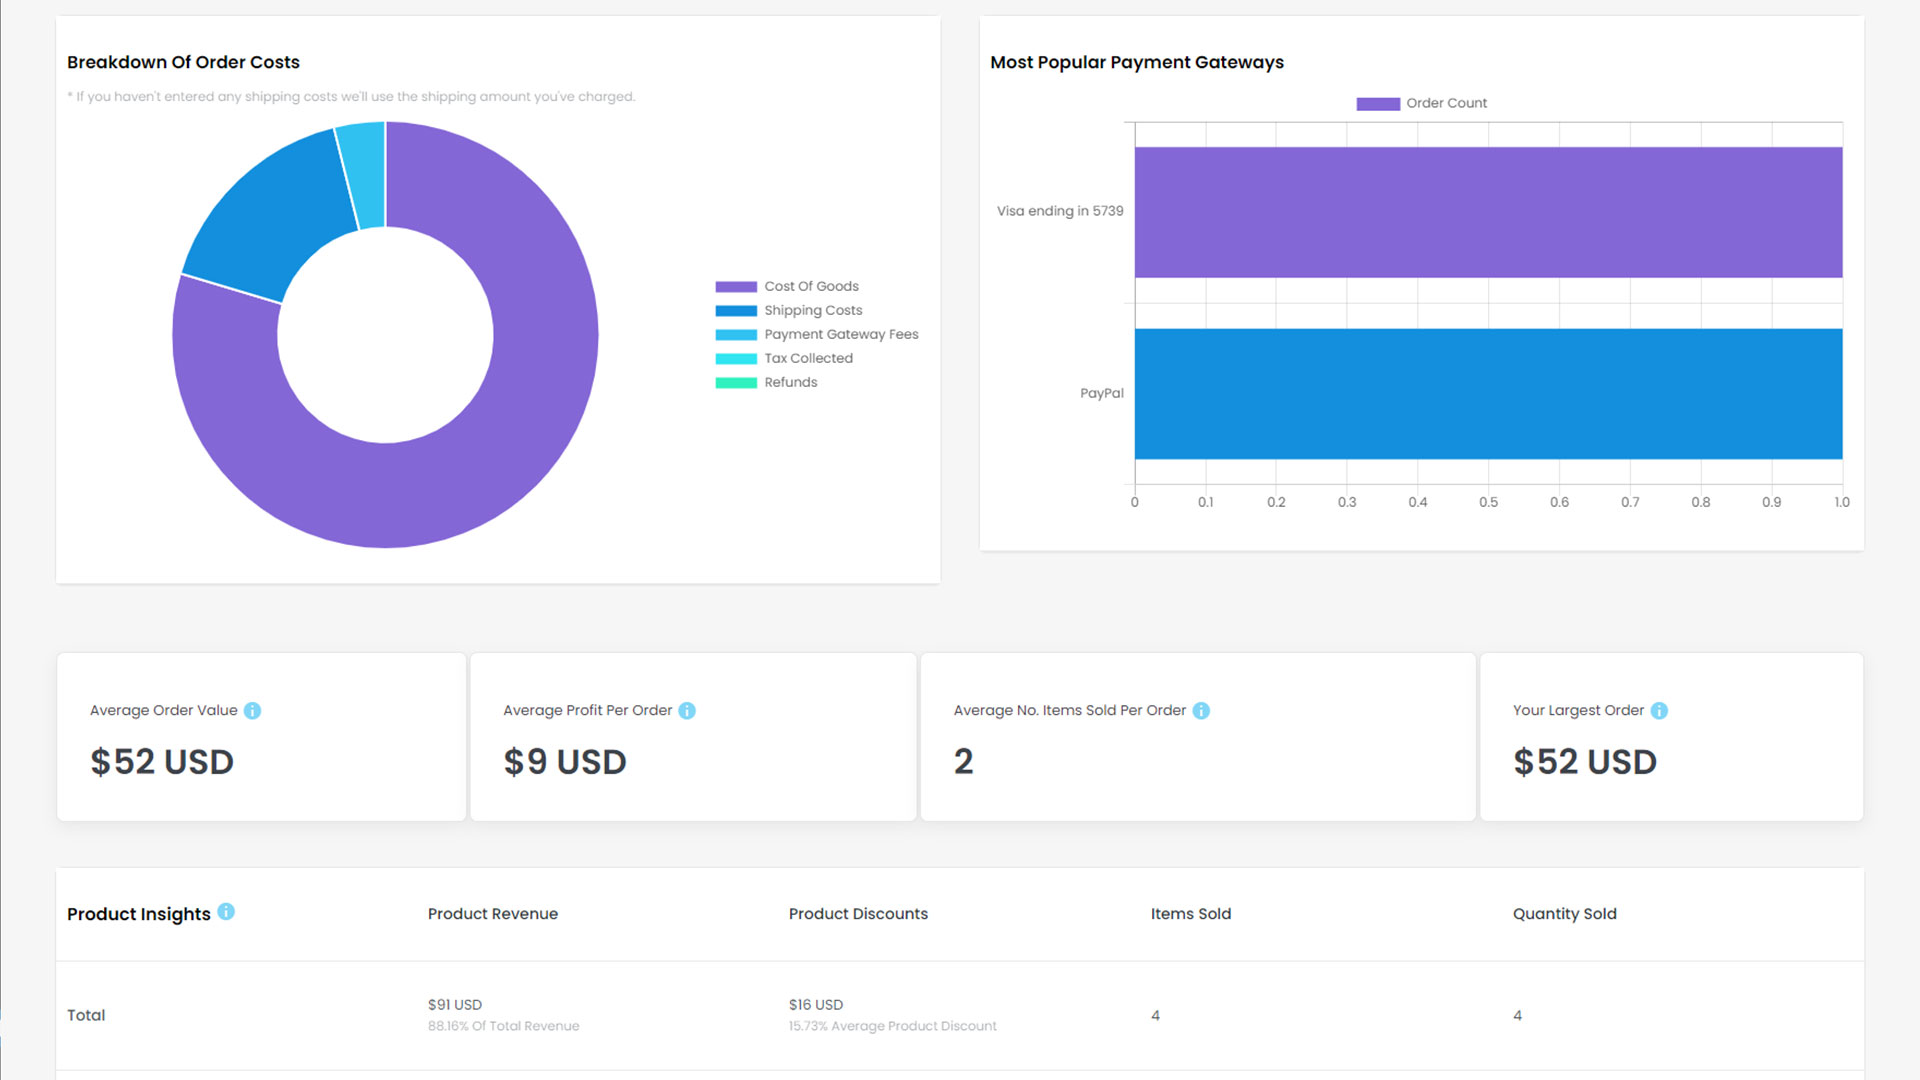 Breakdown Of Order Costs
* If you haven't entered any shipping costs we'll use the shipping amount you've charged.
Cost Of Goods
Shipping Costs
Payment Gateway Fees
Tax Collected
Refunds
Most Popular Payment Gateways
Order Count
Visa ending in 5739
PayPal
0 0.1 0.2 0.3 0.4 0.5 0.6 0.7 0.8 0.9 1.0
Average Order Value
$52 USD
Average Profit Per Order
$9 USD
Average No. Items Sold Per Order
2
Your Largest Order
$52 USD
Product Insights Product Revenue Product Discounts Items Sold Quantity Sold
Total $91 USD $16 USD 4 4
88.16% Of Total Revenue 15.73% Average Product Discount